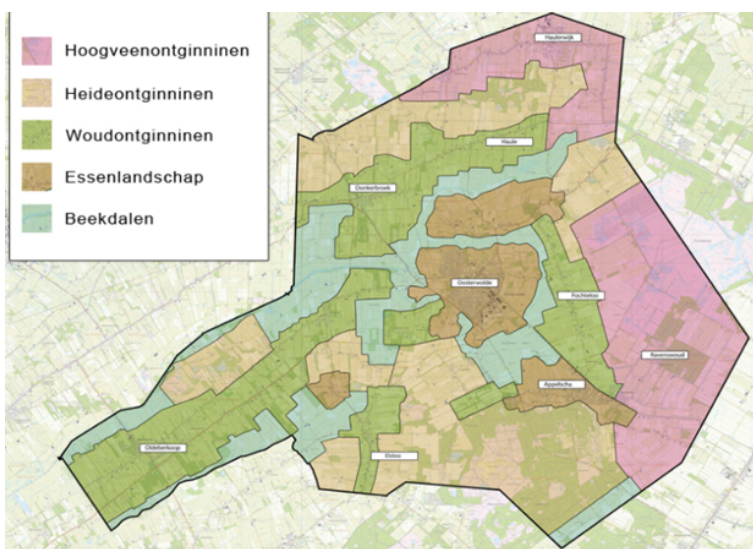 Hoogveenontginninen
Heideontginninen
Woudontginninen
Essenlandschap
Beekdalen
Haulerwijk
Haule
Donkerbroek
Oosterwolde
Fochteloo
Ravenswoud
Appelscha
Elsloo
Oldeberkoop